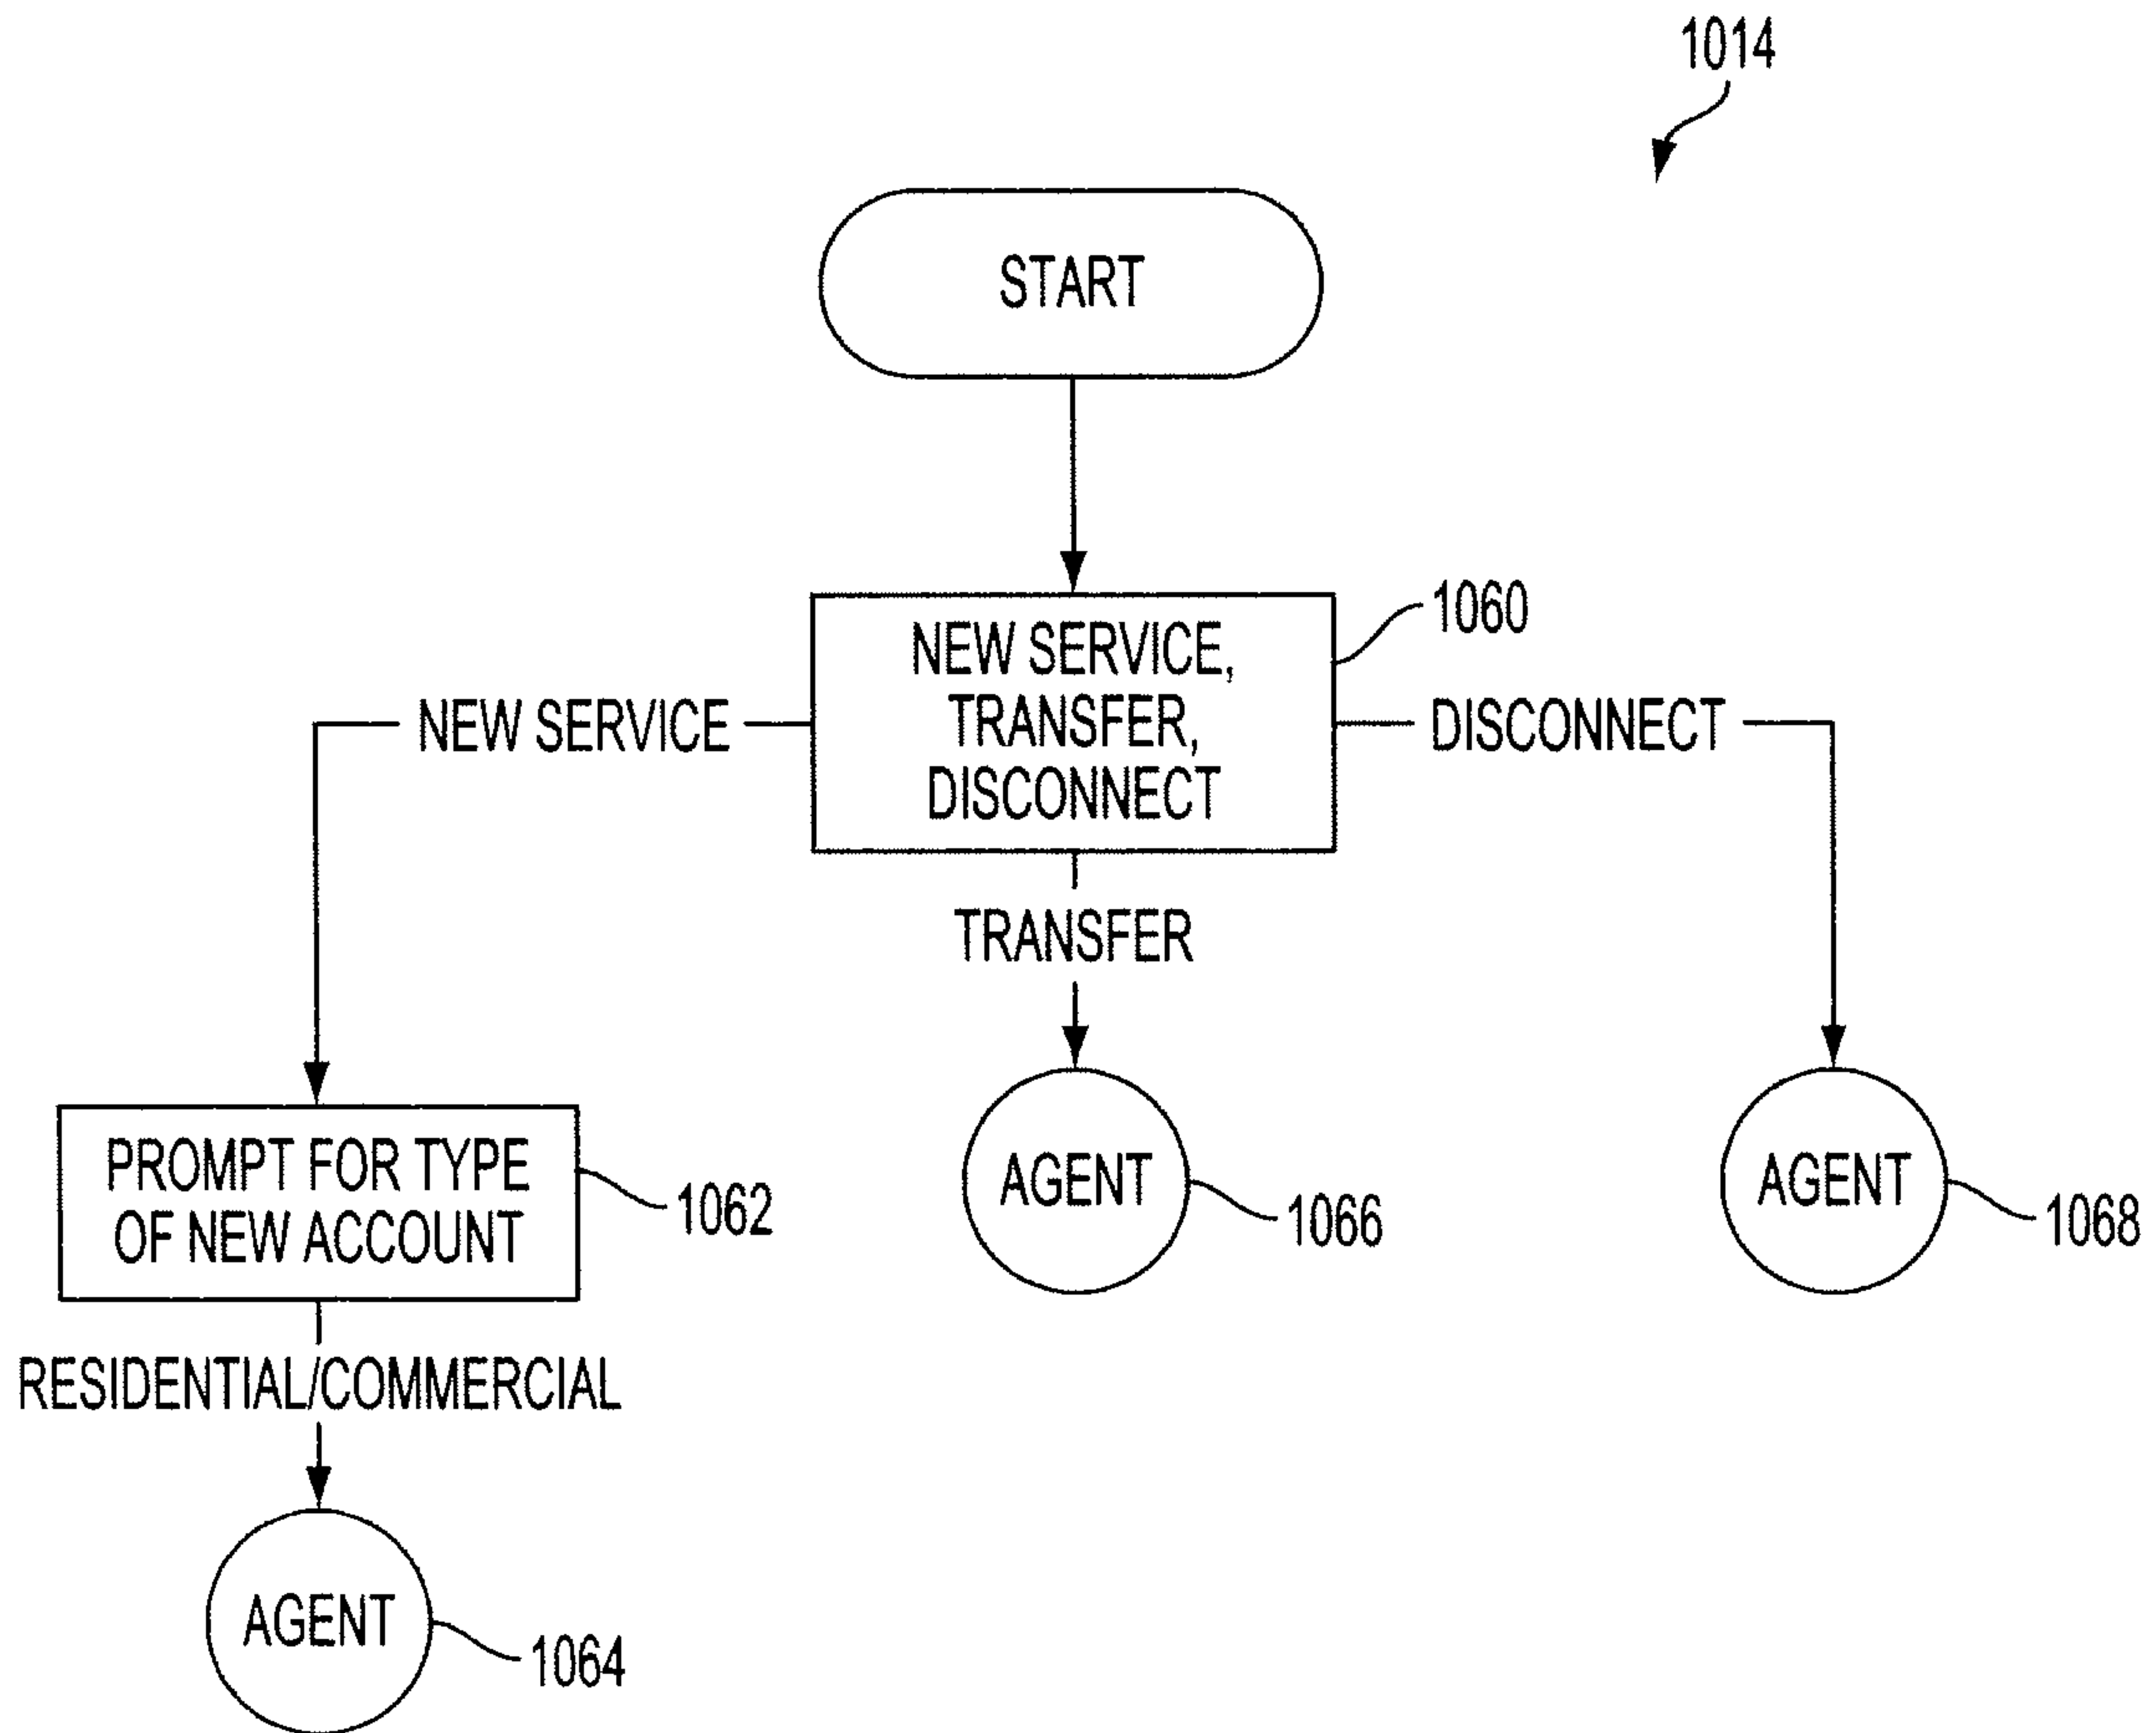 1014
START
1060
NEW SERVICE,
TRANSFER,
DISCONNECT
NEW SERVICE
DISCONNECT
TRANSFER
PROMPT FOR TYPE
OF NEW ACCOUNT
1062
AGENT
1066
AGENT
1068
RESIDENTIAL/COMMERCIAL
AGENT
1064